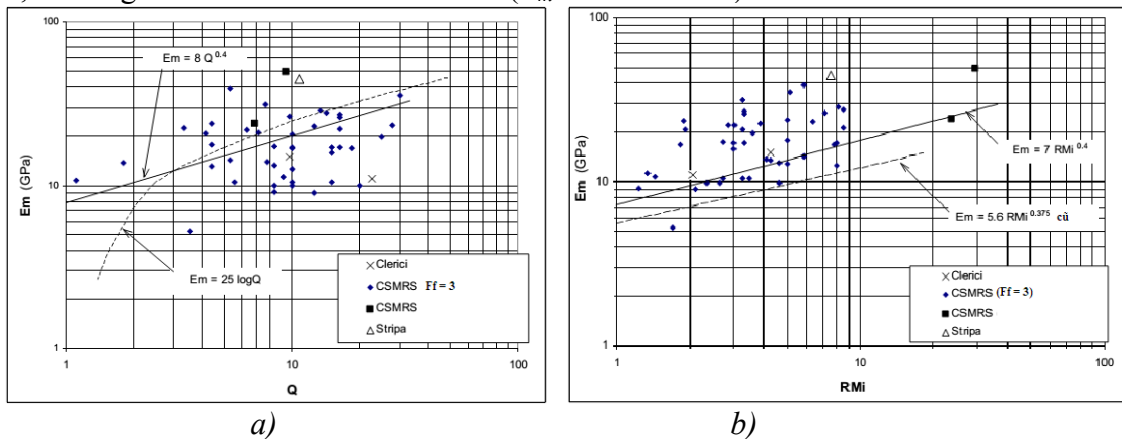 100
10
1
Em (GPa)
Em = 8 Q^0.4
Em = 25 logQ
Clerici
CSMRS Ff = 3
CSMRS
Stripa
1
10
100
Q
a)
100
10
1
Em (GPa)
Em = 7 RMi^0.4
Em = 5.6 RMi^0.375 cũ
Clerici
CSMRS (Ff = 3)
CSMRS
Stripa
1
10
100
RMi
b)